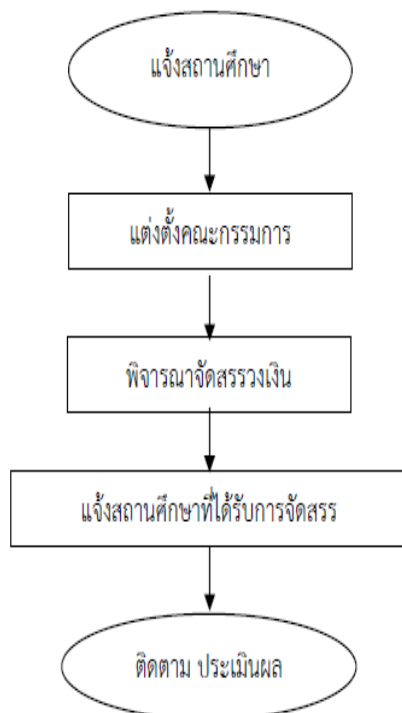 แจ้งสถานศึกษา
แต่งตั้งคณะกรรมการ
พิจารณาจัดสรรวงเงิน
แจ้งสถานศึกษาที่ได้รับการจัดสรร
ติดตาม ประเมินผล